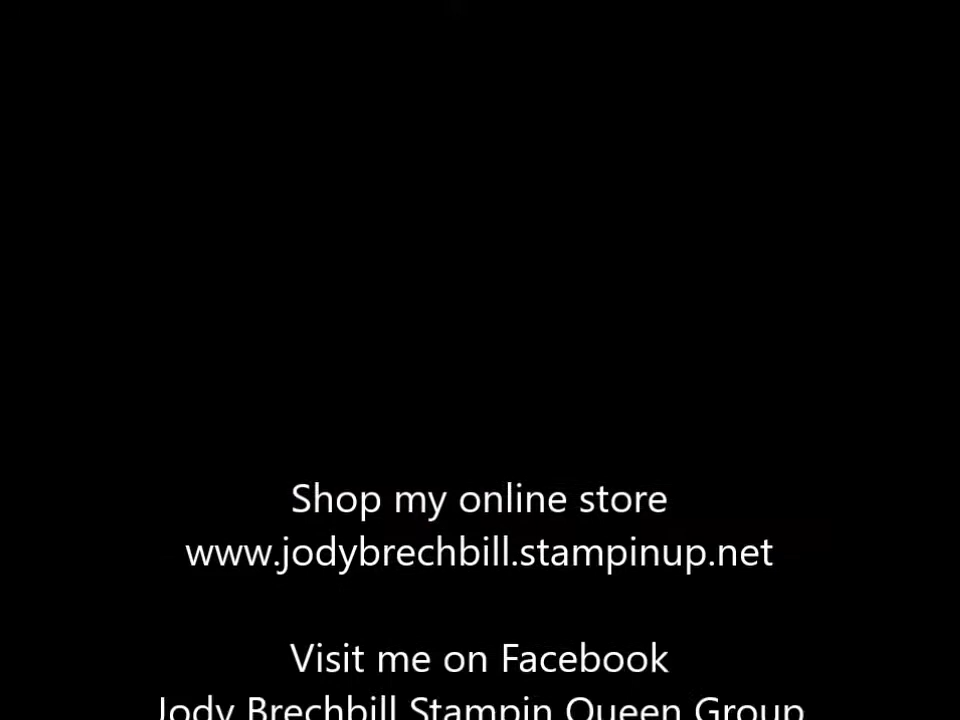 Shop my online store
www.jodybrechbill.stampinup.net
Visit me on Facebook
Jody Brechbill Stampin Queen Group